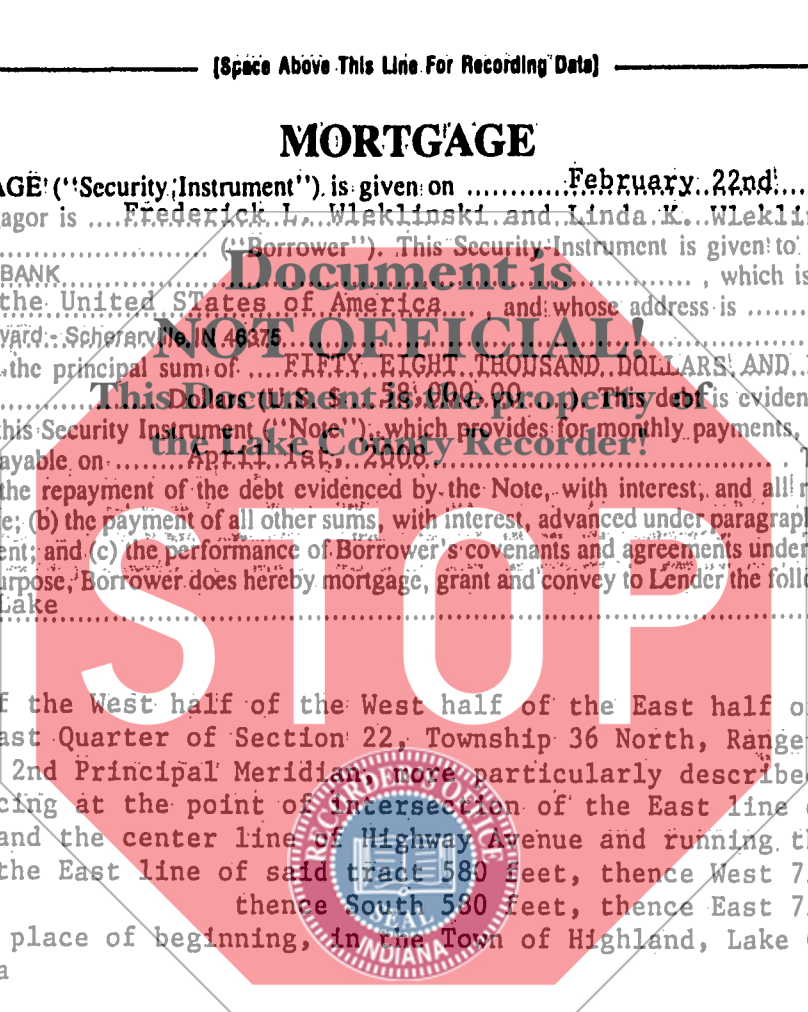 [Space Above This Line For Recording Data]
MORTGAGE
AGE ("Security Instrument") is given on .......... February 22nd
agor is .... Frederick L. Wleklinski and Linda K. Wleklin
("Borrower"). This Security Instrument is given to
BANK , which is
Document is
the United States of America , and whose address is
NOT OFFICIAL!
vard - Schererville, IN 46375
the principal sum of .... FIFTY EIGHT THOUSAND DOLLARS AND
This Document is the property of
Dollars (U.S. $ 58,000.00 ). This debt is eviden
the Lake County Recorder!
his Security Instrument ("Note"), which provides for monthly payments,
ayable on ....... April 1st, 2008
the repayment of the debt evidenced by the Note, with interest, and all r
e; (b) the payment of all other sums, with interest, advanced under paragrap
ent; and (c) the performance of Borrower's covenants and agreements under
urpose, Borrower does hereby mortgage, grant and convey to Lender the foll
Lake
STOP
f the West half of the West half of the East half o
ast Quarter of Section 22, Township 36 North, Range
2nd Principal Meridian, more particularly describe
cing at the point of intersection of the East line
and the center line of Highway Avenue and running t
the East line of said tract 580 feet, thence West 7
thence South 580 feet, thence East 7
place of beginning, in the Town of Highland, Lake
a
RECORDER'S OFFICE
SEAL
INDIANA